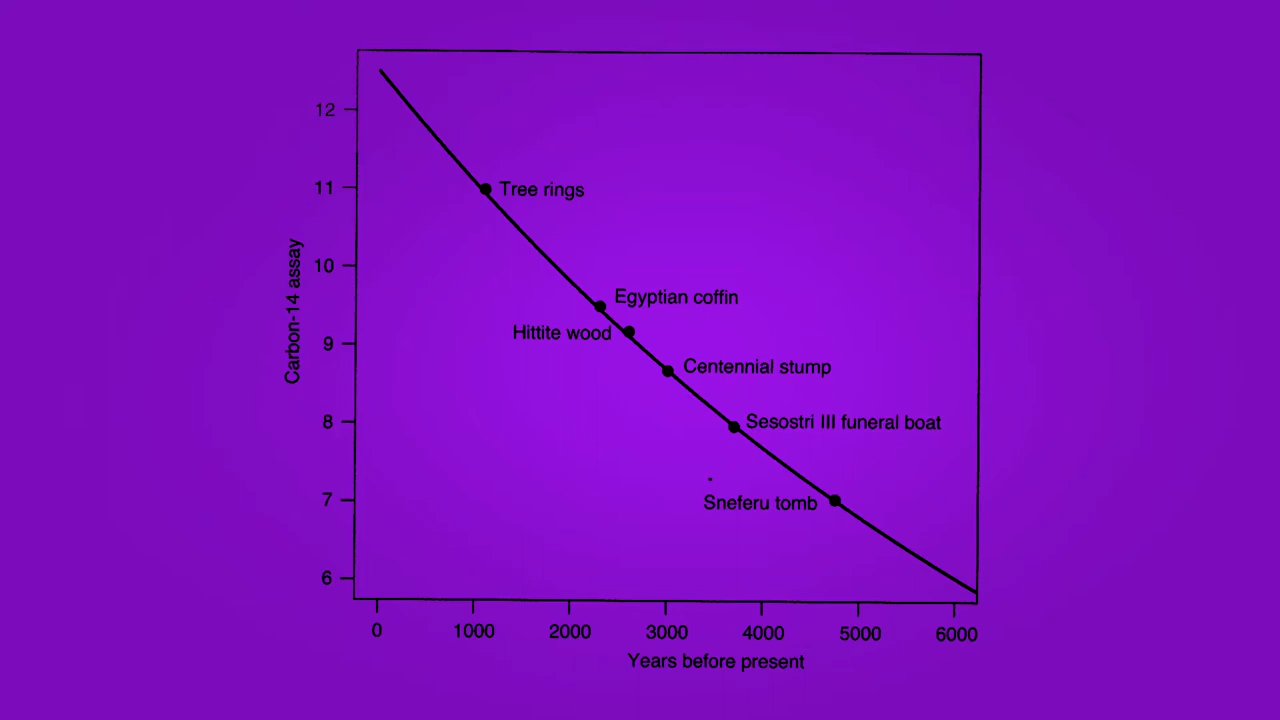 12
11
10
9
8
7
6
Carbon-14 assay
Tree rings
Egyptian coffin
Hittite wood
Centennial stump
Sesostri III funeral boat
Sneferu tomb
0 1000 2000 3000 4000 5000 6000
Years before present